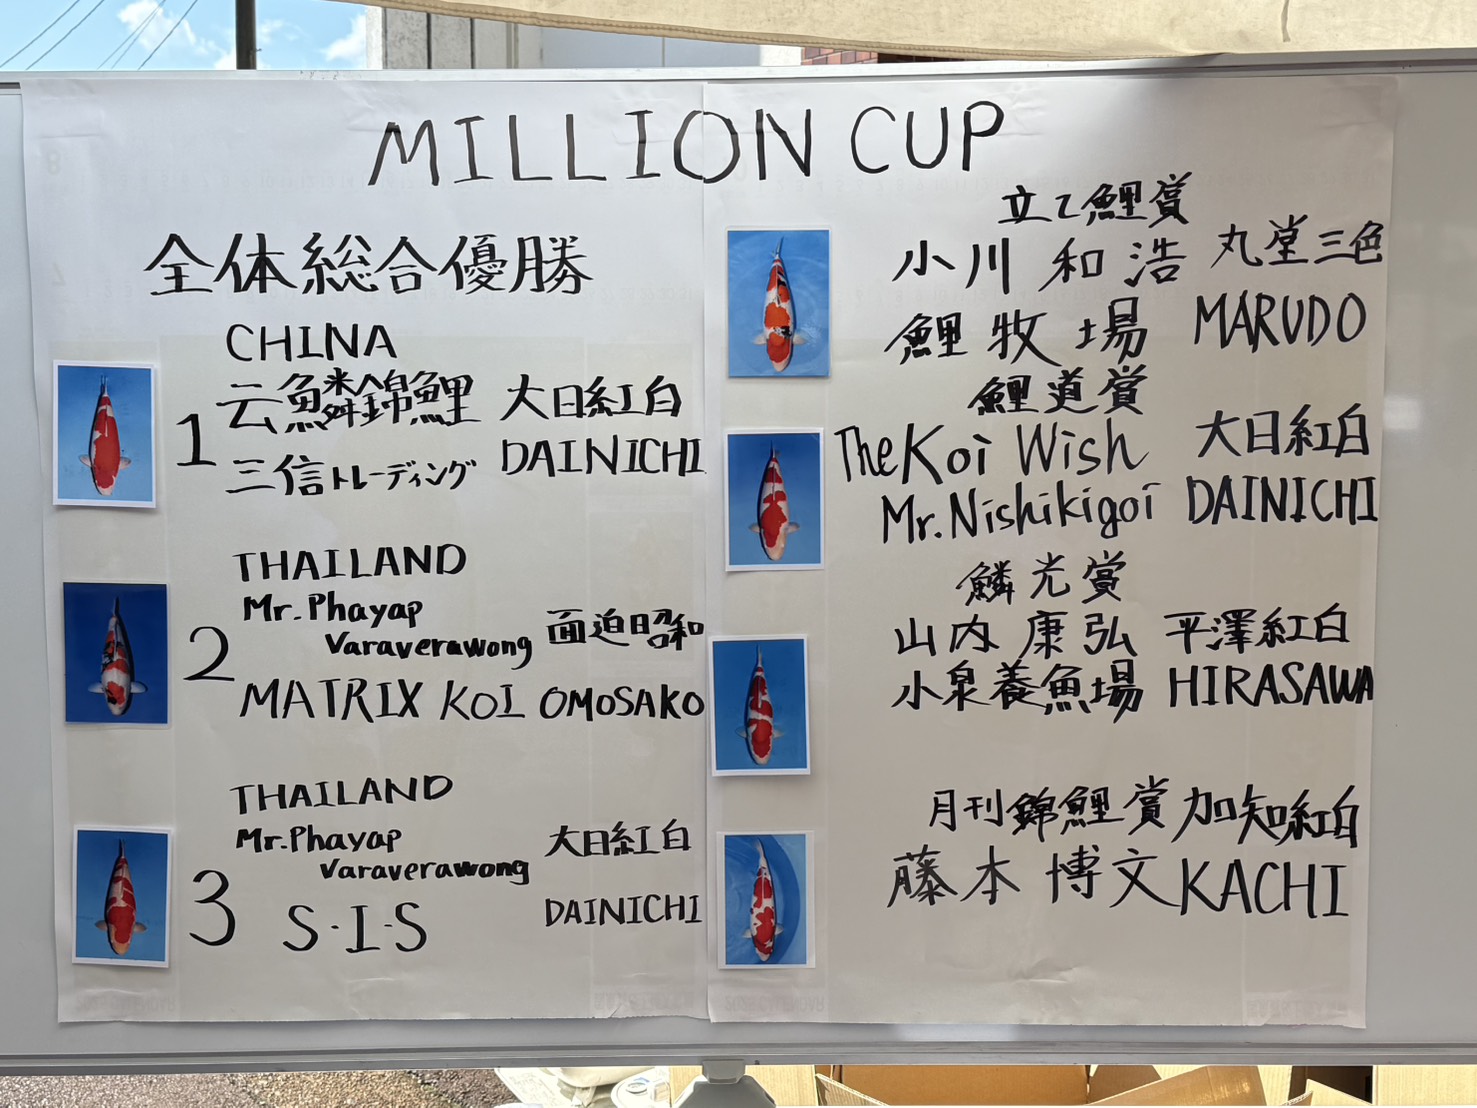 MILLION CUP
全体総合優勝
CHINA
1
云鱗錦鯉 大日紅白
三信トレーディング DAINICHI
THAILAND
Mr. Phayap
Varaverawong 面迫昭和
2
MATRIX KOI OMOSAKO
THAILAND
Mr. Phayap 大日紅白
Varaverawong
3
S・I・S DAINICHI
立て鯉賞
小川 和浩 丸堂三色
鯉牧場 MARUDO
鯉道賞
The Koi Wish 大日紅白
Mr. Nishikigoi DAINICHI
鱗光賞
山内 康弘 平澤紅白
小泉養魚場 HIRASAWA
月刊錦鯉賞 加知紅白
藤本 博文 KACHI